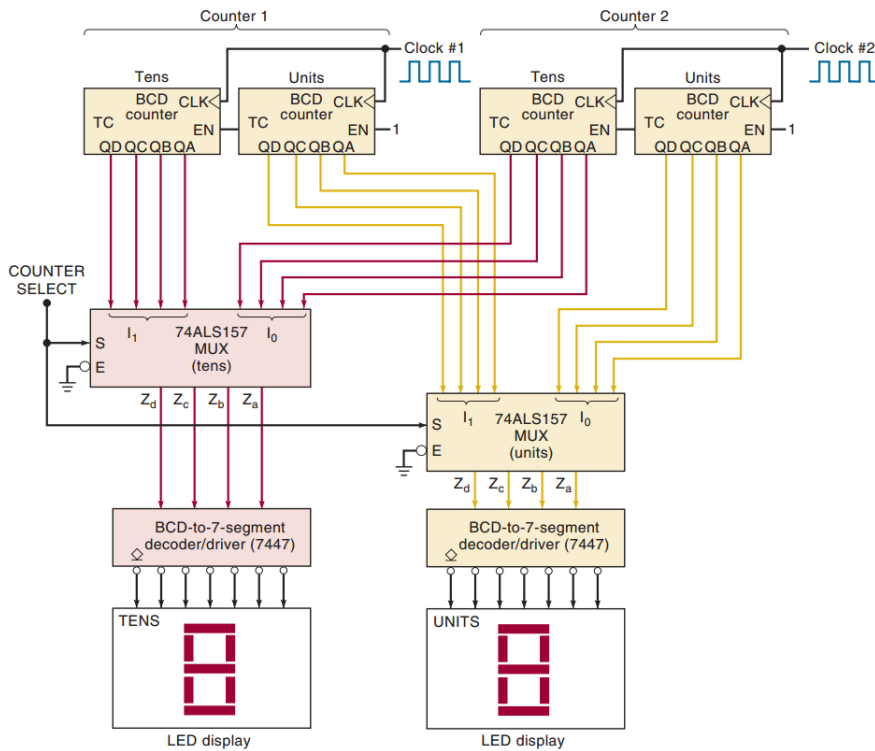 Counter 1
Counter 2
Clock #1
Clock #2
Tens
Units
Tens
Units
BCD CLK
counter
TC
EN
QD QC QB QA
BCD CLK
counter
EN
1
QD QC QB QA
BCD CLK
counter
TC
EN
QD QC QB QA
BCD CLK
counter
TC
EN
1
QD QC QB QA
COUNTER
SELECT
I1
74ALS157
I0
S
MUX
E
(tens)
Zd Zc Zb Za
I1
74ALS157
I0
S
MUX
E
(units)
Zd Zc Zb Za
BCD-to-7-segment
decoder/driver (7447)
BCD-to-7-segment
decoder/driver (7447)
TENS
8
UNITS
8
LED display
LED display